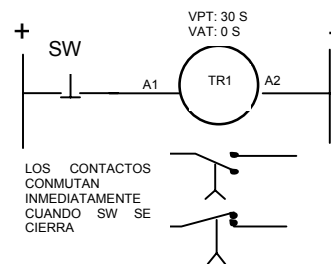 VPT: 30 S
VAT: 0 S
+
-
SW
A1
TR1
A2
LOS CONTACTOS
CONMUTAN
INMEDIATAMENTE
CUANDO SW SE
CIERRA